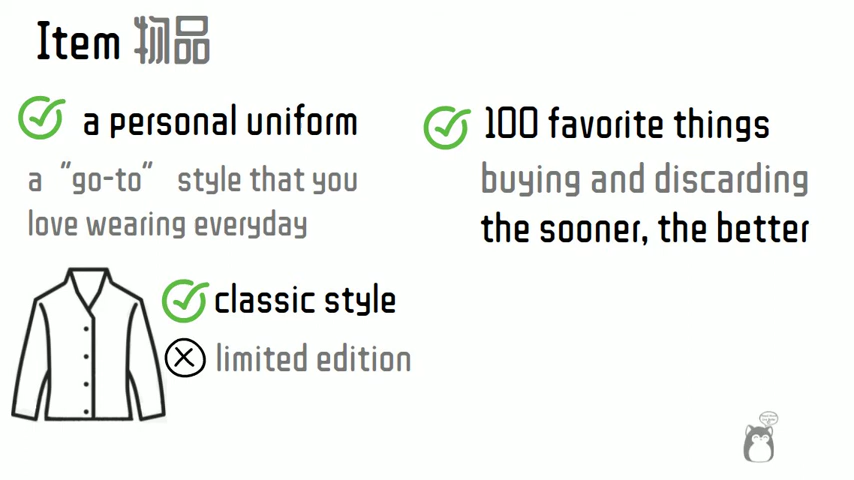 Item 物品
a personal uniform
a “go-to” style that you
love wearing everyday
classic style
limited edition
100 favorite things
buying and discarding
the sooner, the better